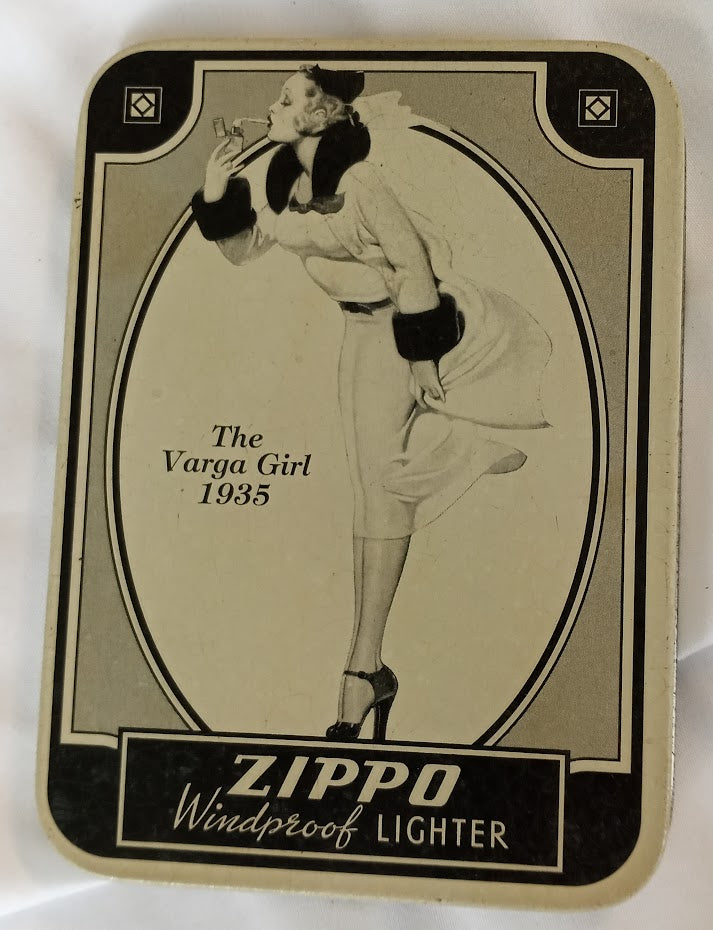 The
Varga Girl
1935
ZIPPO
Windproof LIGHTER